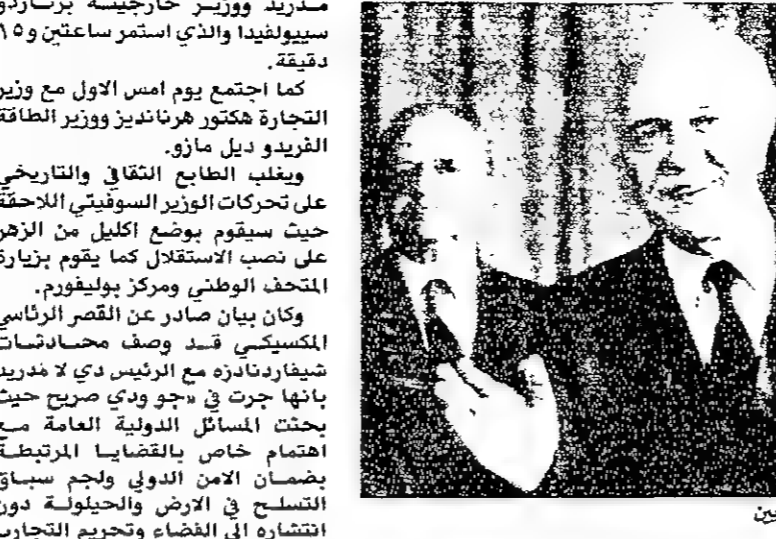 مدريد ووزير خارجيته برناردو
سيبولفيدا والذي استمر ساعتين و١٥
دقيقة.
كما اجتمع يوم امس الاول مع وزير
التجارة هكتور هرنانديز ووزير الطاقة
الفريدو ديل مازو.
ويغلب الطابع الثقافي والتاريخي
على تحركات الوزير السوفيتي اللاحقة
حيث سيقوم بوضع اكليل من الزهر
على نصب الاستقلال كما يقوم بزيارة
المتحف الوطني ومركز بوليفورم.
وكان بيان صادر عن القصر الرئاسي
المكسيكي قد وصف محادثات
شيفاردنادزه مع الرئيس دي لا مدريد
بانها جرت في «جو ودي صريح حيث
بحثت المسائل الدولية العامة مع
اهتمام خاص بالقضايا المرتبطة
بضمان الامن الدولي ولجم سباق
التسلح في الارض والحيلولة دون
انتشاره الى الفضاء وتحريم التجارب